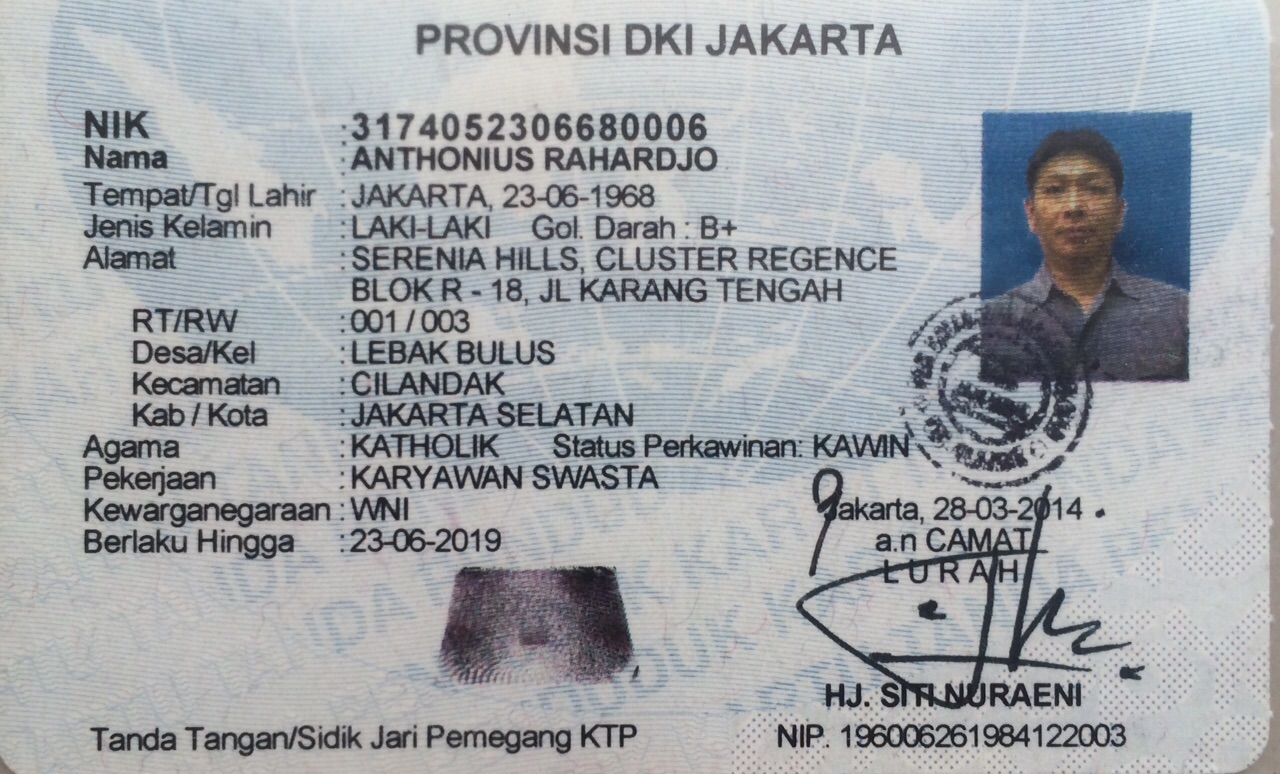 PROVINSI DKI JAKARTA
NIK : 3174052306680006
Nama : ANTHONIUS RAHARDJO
Tempat/Tgl Lahir : JAKARTA, 23-06-1968
Jenis Kelamin : LAKI-LAKI Gol. Darah : B+
Alamat : SERENIA HILLS, CLUSTER REGENCE
BLOK R - 18, JL KARANG TENGAH
RT/RW : 001 / 003
Desa/Kel : LEBAK BULUS
Kecamatan : CILANDAK
Kab / Kota : JAKARTA SELATAN
Agama : KATHOLIK Status Perkawinan: KAWIN
Pekerjaan : KARYAWAN SWASTA
Kewarganegaraan : WNI
Berlaku Hingga : 23-06-2019
Jakarta, 28-03-2014
a.n CAMAT
LURAH
HJ. SITI NURAENI
NIP. 196006261984122003
Tanda Tangan/Sidik Jari Pemegang KTP